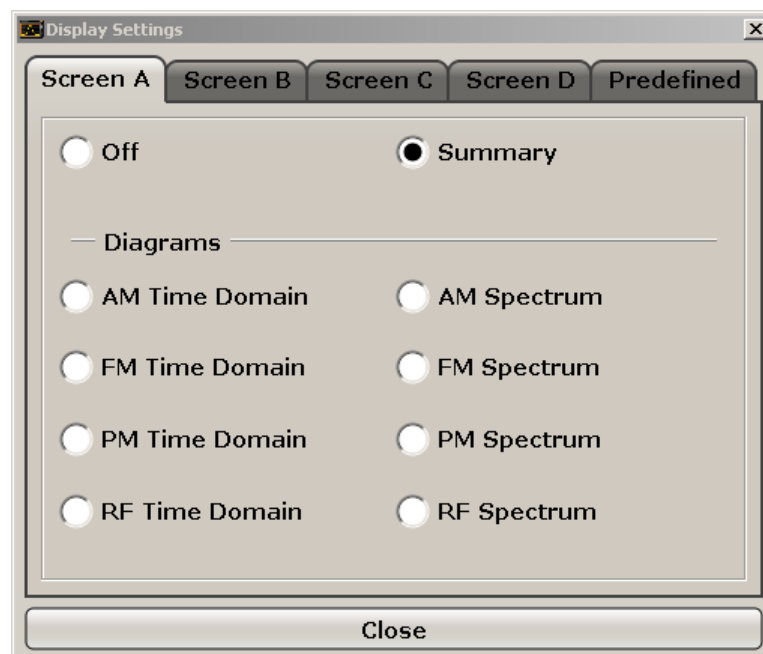 Display Settings
Screen A Screen B Screen C Screen D Predefined
Off Summary
Diagrams
AM Time Domain AM Spectrum
FM Time Domain FM Spectrum
PM Time Domain PM Spectrum
RF Time Domain RF Spectrum
Close